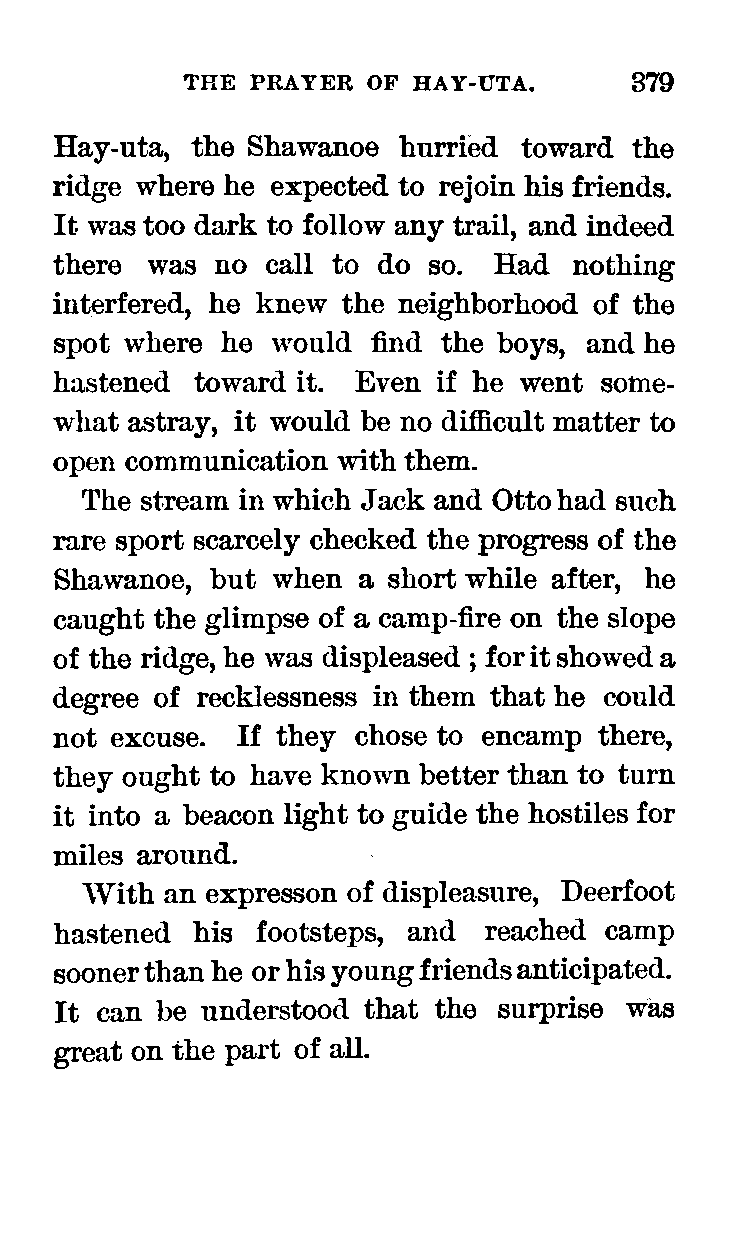 THE PRAYER OF HAY-UTA. 379
Hay-uta, the Shawanoe hurried toward the
ridge where he expected to rejoin his friends.
It was too dark to follow any trail, and indeed
there was no call to do so. Had nothing
interfered, he knew the neighborhood of the
spot where he would find the boys, and he
hastened toward it. Even if he went some-
what astray, it would be no difficult matter to
open communication with them.
The stream in which Jack and Otto had such
rare sport scarcely checked the progress of the
Shawanoe, but when a short while after, he
caught the glimpse of a camp-fire on the slope
of the ridge, he was displeased ; for it showed a
degree of recklessness in them that he could
not excuse. If they chose to encamp there,
they ought to have known better than to turn
it into a beacon light to guide the hostiles for
miles around.
With an expresson of displeasure, Deerfoot
hastened his footsteps, and reached camp
sooner than he or his young friends anticipated.
It can be understood that the surprise was
great on the part of all.